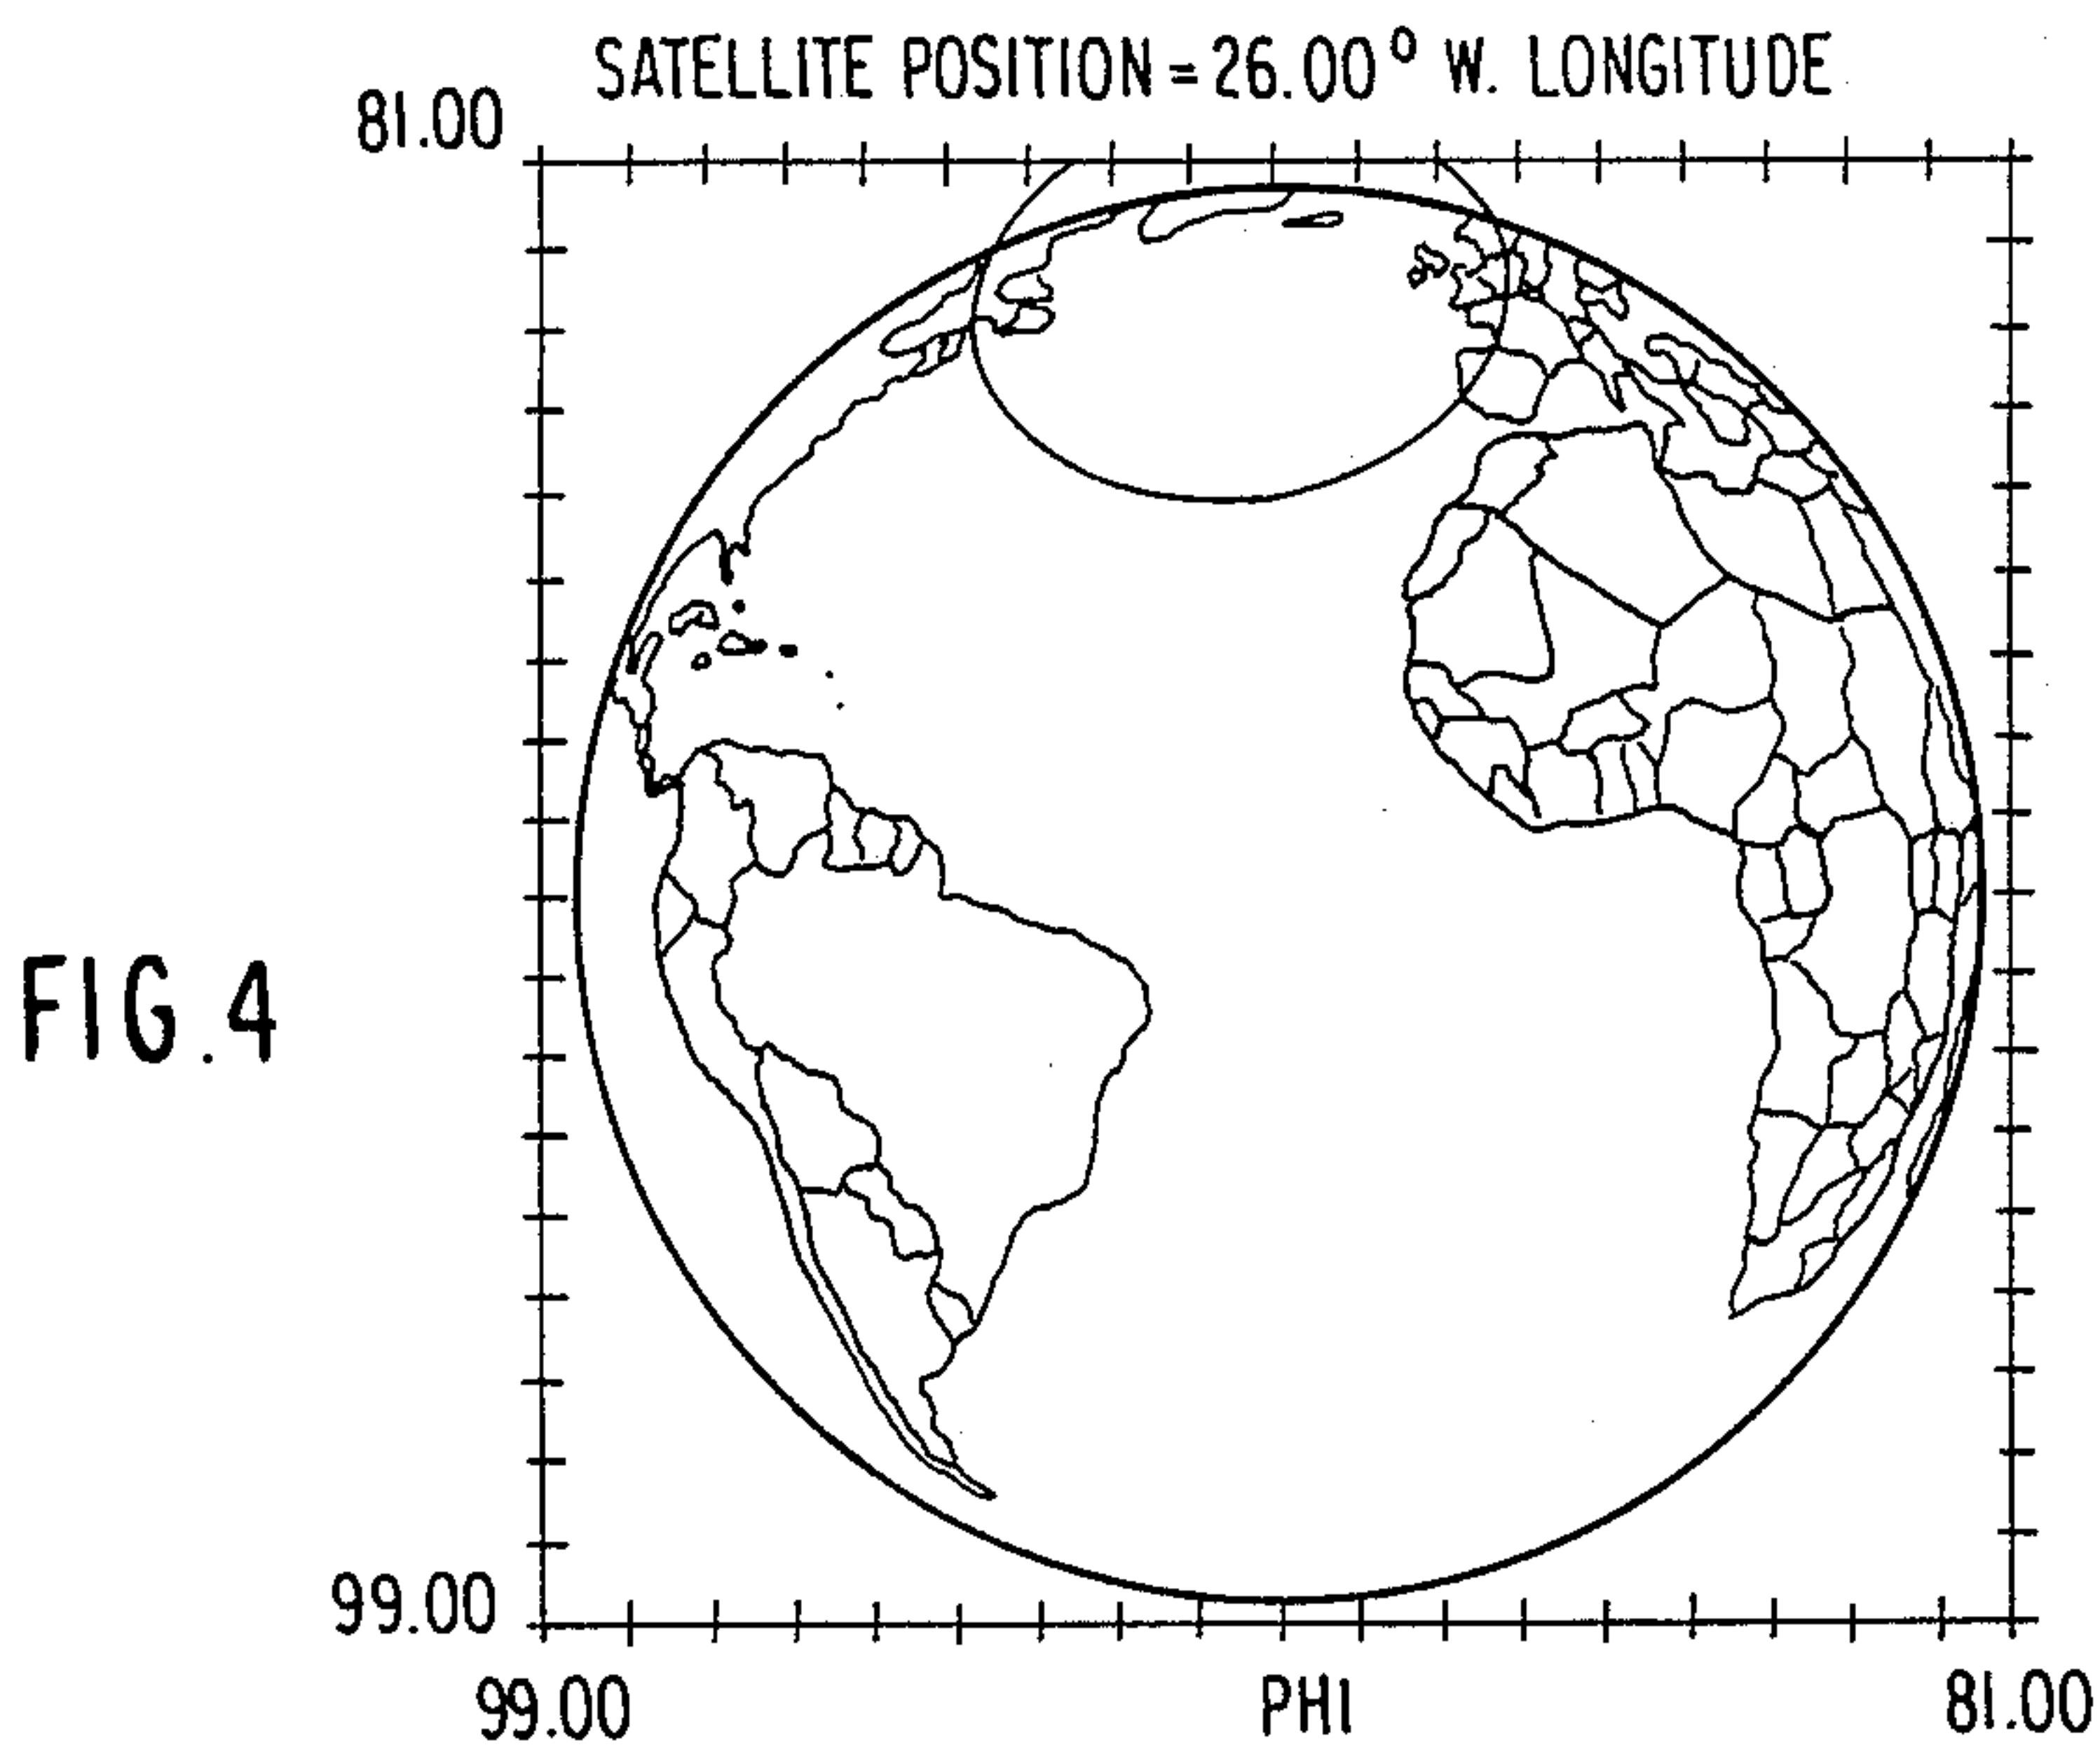 SATELLITE POSITION = 26.00° W. LONGITUDE
81.00
FIG.4
99.00
99.00 PHI 81.00